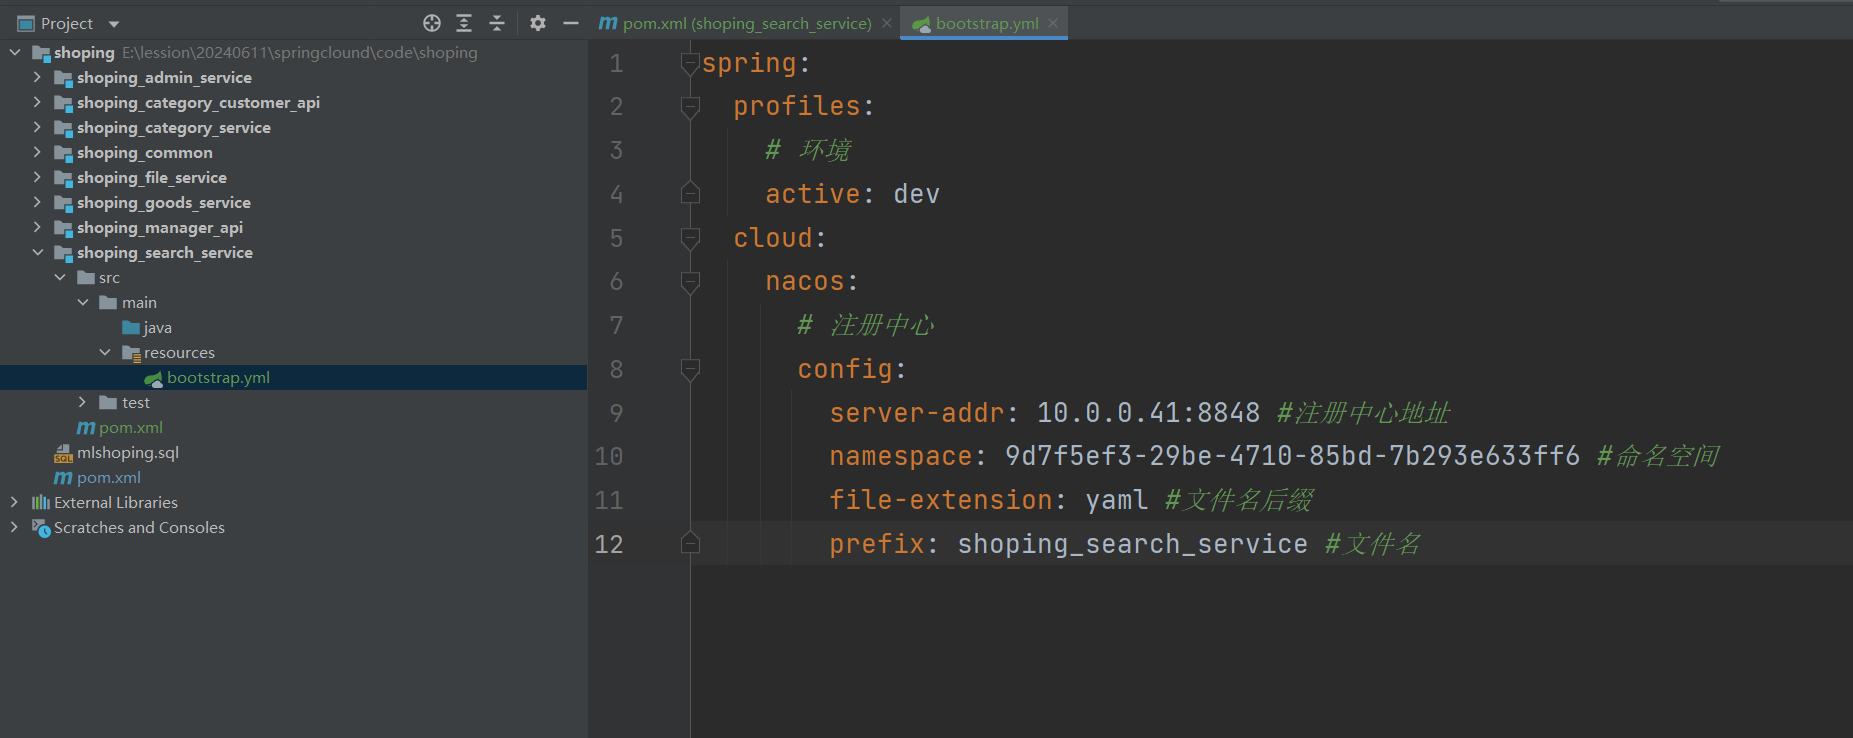 Project
pom.xml (shoping_search_service)
bootstrap.yml
shoping E:\lession\20240611\springclound\code\shoping
shoping_admin_service
shoping_category_customer_api
shoping_category_service
shoping_common
shoping_file_service
shoping_goods_service
shoping_manager_api
shoping_search_service
src
main
java
resources
bootstrap.yml
test
pom.xml
mlshoping.sql
pom.xml
External Libraries
Scratches and Consoles
1 spring:
2 profiles:
3 # 环境
4 active: dev
5 cloud:
6 nacos:
7 # 注册中心
8 config:
9 server-addr: 10.0.0.41:8848 #注册中心地址
10 namespace: 9d7f5ef3-29be-4710-85bd-7b293e633ff6 #命名空间
11 file-extension: yaml #文件名后缀
12 prefix: shoping_search_service #文件名